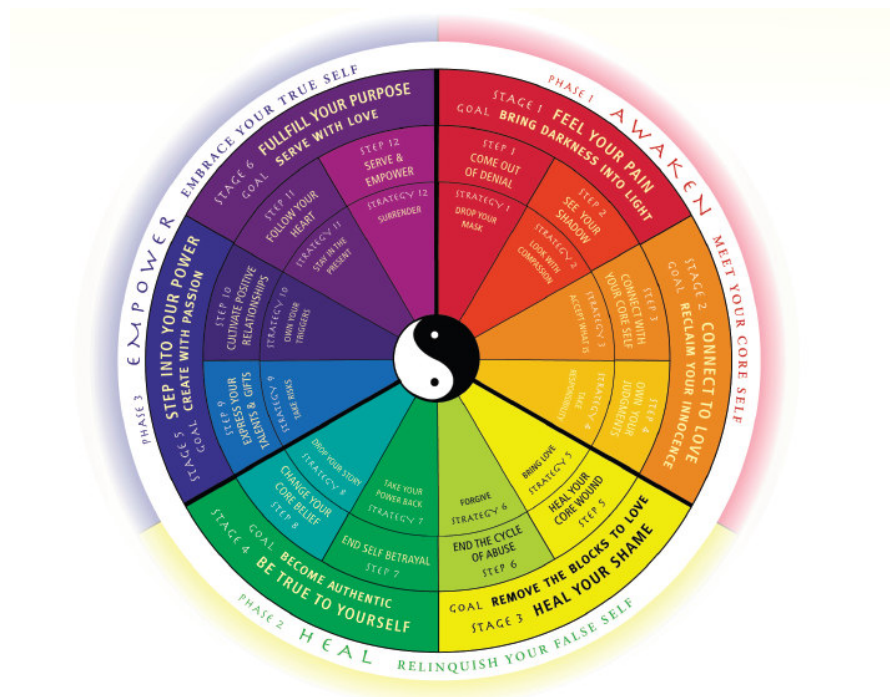 PHASE 1 AWAKEN MEET YOUR CORE SELF
STAGE 1 FEEL YOUR PAIN
GOAL BRING DARKNESS INTO LIGHT
STEP 1
COME OUT
OF DENIAL
STRATEGY 1
DROP YOUR
MASK
STEP 2
SEE YOUR
SHADOW
STRATEGY 2
LOOK WITH
COMPASSION
STAGE 2 CONNECT TO LOVE
GOAL RECLAIM YOUR INNOCENCE
STEP 3
CONNECT WITH
YOUR CORE SELF
STRATEGY 3
ACCEPT WHAT IS
STEP 4
OWN YOUR
JUDGMENTS
STRATEGY 4
TAKE
RESPONSIBILITY
PHASE 2 HEAL RELINQUISH YOUR FALSE SELF
GOAL REMOVE THE BLOCKS TO LOVE
STAGE 3 HEAL YOUR SHAME
BRING LOVE
STRATEGY 5
HEAL YOUR
CORE WOUND
STEP 5
FORGIVE
STRATEGY 6
END THE CYCLE
OF ABUSE
STEP 6
GOAL BECOME AUTHENTIC
STAGE 4 BE TRUE TO YOURSELF
TAKE YOUR
POWER BACK
STRATEGY 7
END SELF BETRAYAL
STEP 7
DROP YOUR STORY
STRATEGY 8
CHANGE YOUR
CORE BELIEF
STEP 8
PHASE 3 EMPOWER EMBRACE YOUR TRUE SELF
STAGE 5 STEP INTO YOUR POWER
GOAL CREATE WITH PASSION
STEP 9
EXPRESS YOUR
TALENTS & GIFTS
STRATEGY 9
TAKE RISKS
STEP 10
CULTIVATE POSITIVE
RELATIONSHIPS
STRATEGY 10
OWN YOUR
TRIGGERS
STAGE 6 FULLFILL YOUR PURPOSE
GOAL SERVE WITH LOVE
STEP 11
FOLLOW YOUR
HEART
STRATEGY 11
STAY IN THE
PRESENT
STEP 12
SERVE &
EMPOWER
STRATEGY 12
SURRENDER